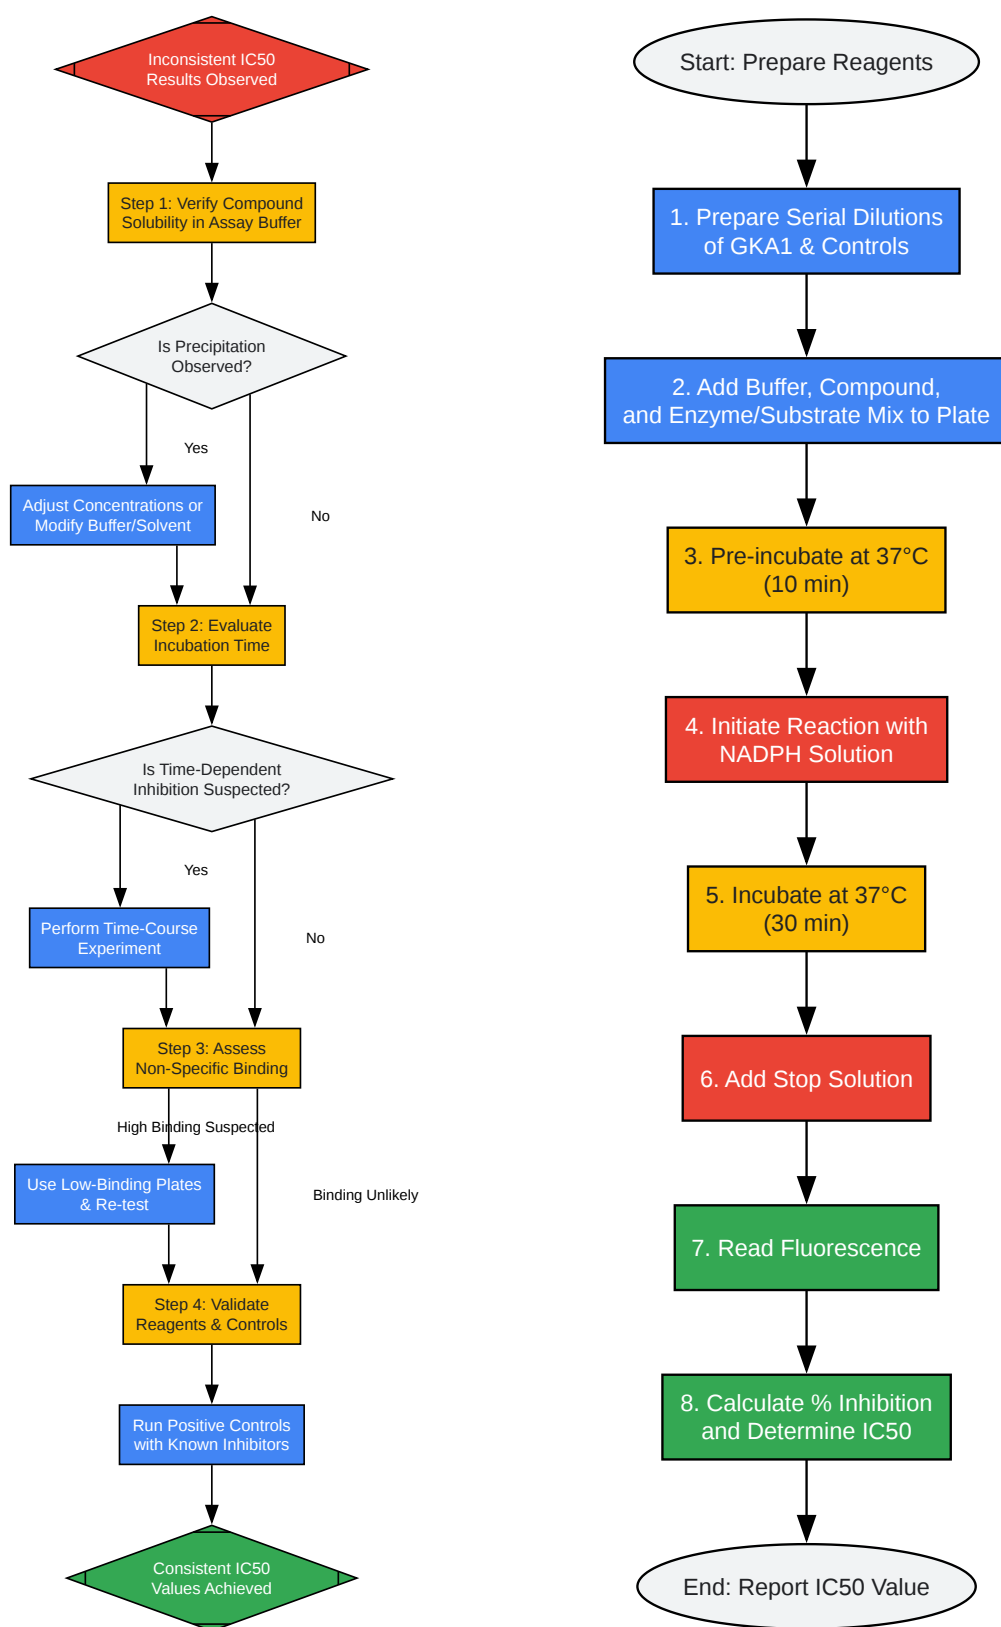 Inconsistent IC50
Results Observed
Step 1: Verify Compound
Solubility in Assay Buffer
Is Precipitation
Observed?
Yes
No
Adjust Concentrations or
Modify Buffer/Solvent
Step 2: Evaluate
Incubation Time
Is Time-Dependent
Inhibition Suspected?
Yes
No
Perform Time-Course
Experiment
Step 3: Assess
Non-Specific Binding
High Binding Suspected
Binding Unlikely
Use Low-Binding Plates
& Re-test
Step 4: Validate
Reagents & Controls
Run Positive Controls
with Known Inhibitors
Consistent IC50
Values Achieved
Start: Prepare Reagents
1. Prepare Serial Dilutions
of GKA1 & Controls
2. Add Buffer, Compound,
and Enzyme/Substrate Mix to Plate
3. Pre-incubate at 37°C
(10 min)
4. Initiate Reaction with
NADPH Solution
5. Incubate at 37°C
(30 min)
6. Add Stop Solution
7. Read Fluorescence
8. Calculate % Inhibition
and Determine IC50
End: Report IC50 Value